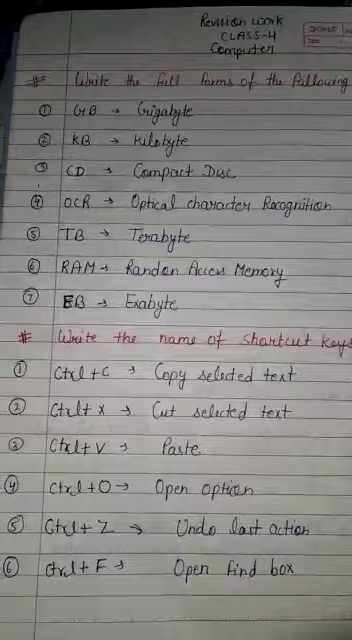 Revision work
CLASS-4
Computer
# Write the full forms of the following
① GB → Gigabyte
② KB → Kilobyte
③ CD → Compact Disc
④ OCR → Optical character Recognition
⑤ TB → Terabyte
⑥ RAM → Randon Access Memory
⑦ EB → Exabyte
# Write the name of shortcut keys
① Ctrl + C → Copy selected text
② Ctrl + X → Cut selected text
③ Ctrl + V → Paste
④ Ctrl + O → Open option
⑤ Ctrl + Z → Undo last action
⑥ Ctrl + F → Open find box